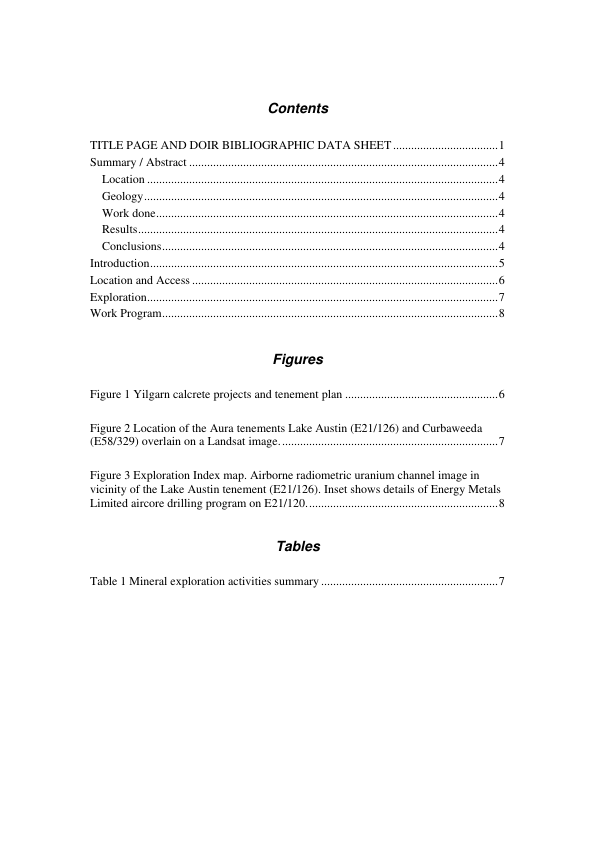 Contents
TITLE PAGE AND DOIR BIBLIOGRAPHIC DATA SHEET ................................... 1
Summary / Abstract ....................................................................................................... 4
Location ..................................................................................................................... 4
Geology ...................................................................................................................... 4
Work done .................................................................................................................. 4
Results ........................................................................................................................ 4
Conclusions ................................................................................................................ 4
Introduction .................................................................................................................... 5
Location and Access ...................................................................................................... 6
Exploration ..................................................................................................................... 7
Work Program ................................................................................................................ 8
Figures
Figure 1 Yilgarn calcrete projects and tenement plan ................................................... 6
Figure 2 Location of the Aura tenements Lake Austin (E21/126) and Curbaweeda
(E58/329) overlain on a Landsat image. ........................................................................ 7
Figure 3 Exploration Index map. Airborne radiometric uranium channel image in
vicinity of the Lake Austin tenement (E21/126). Inset shows details of Energy Metals
Limited aircore drilling program on E21/120. ............................................................... 8
Tables
Table 1 Mineral exploration activities summary ........................................................... 7